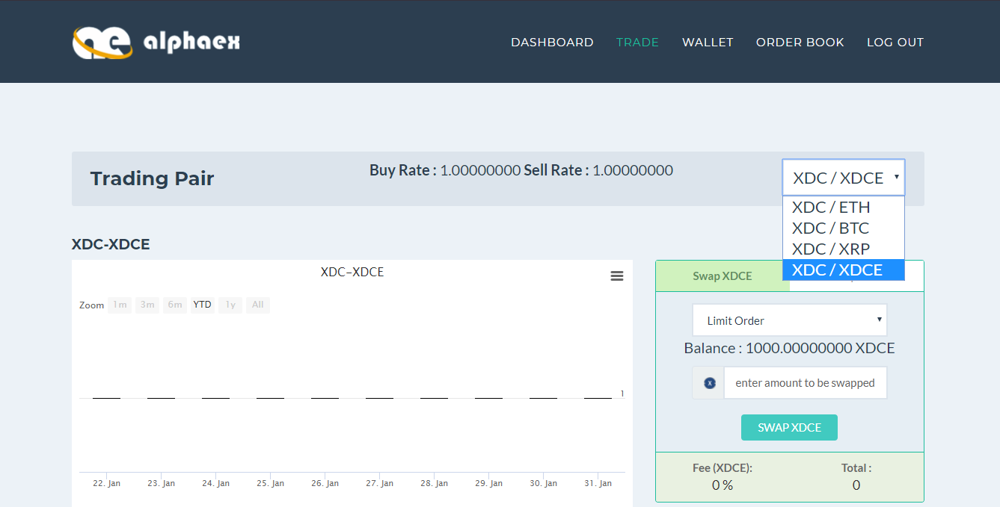 alphaex
DASHBOARD TRADE WALLET ORDER BOOK LOG OUT
Trading Pair
Buy Rate : 1.00000000 Sell Rate : 1.00000000
XDC / XDCE
XDC / ETH
XDC / BTC
XDC / XRP
XDC / XDCE
XDC-XDCE
XDC–XDCE
Zoom 1m 3m 6m YTD 1y All
1
22. Jan 23. Jan 24. Jan 25. Jan 26. Jan 27. Jan 28. Jan 29. Jan 30. Jan 31. Jan
Swap XDCE
Limit Order
Balance : 1000.00000000 XDCE
X
enter amount to be swapped
SWAP XDCE
Fee (XDCE): Total :
0 % 0